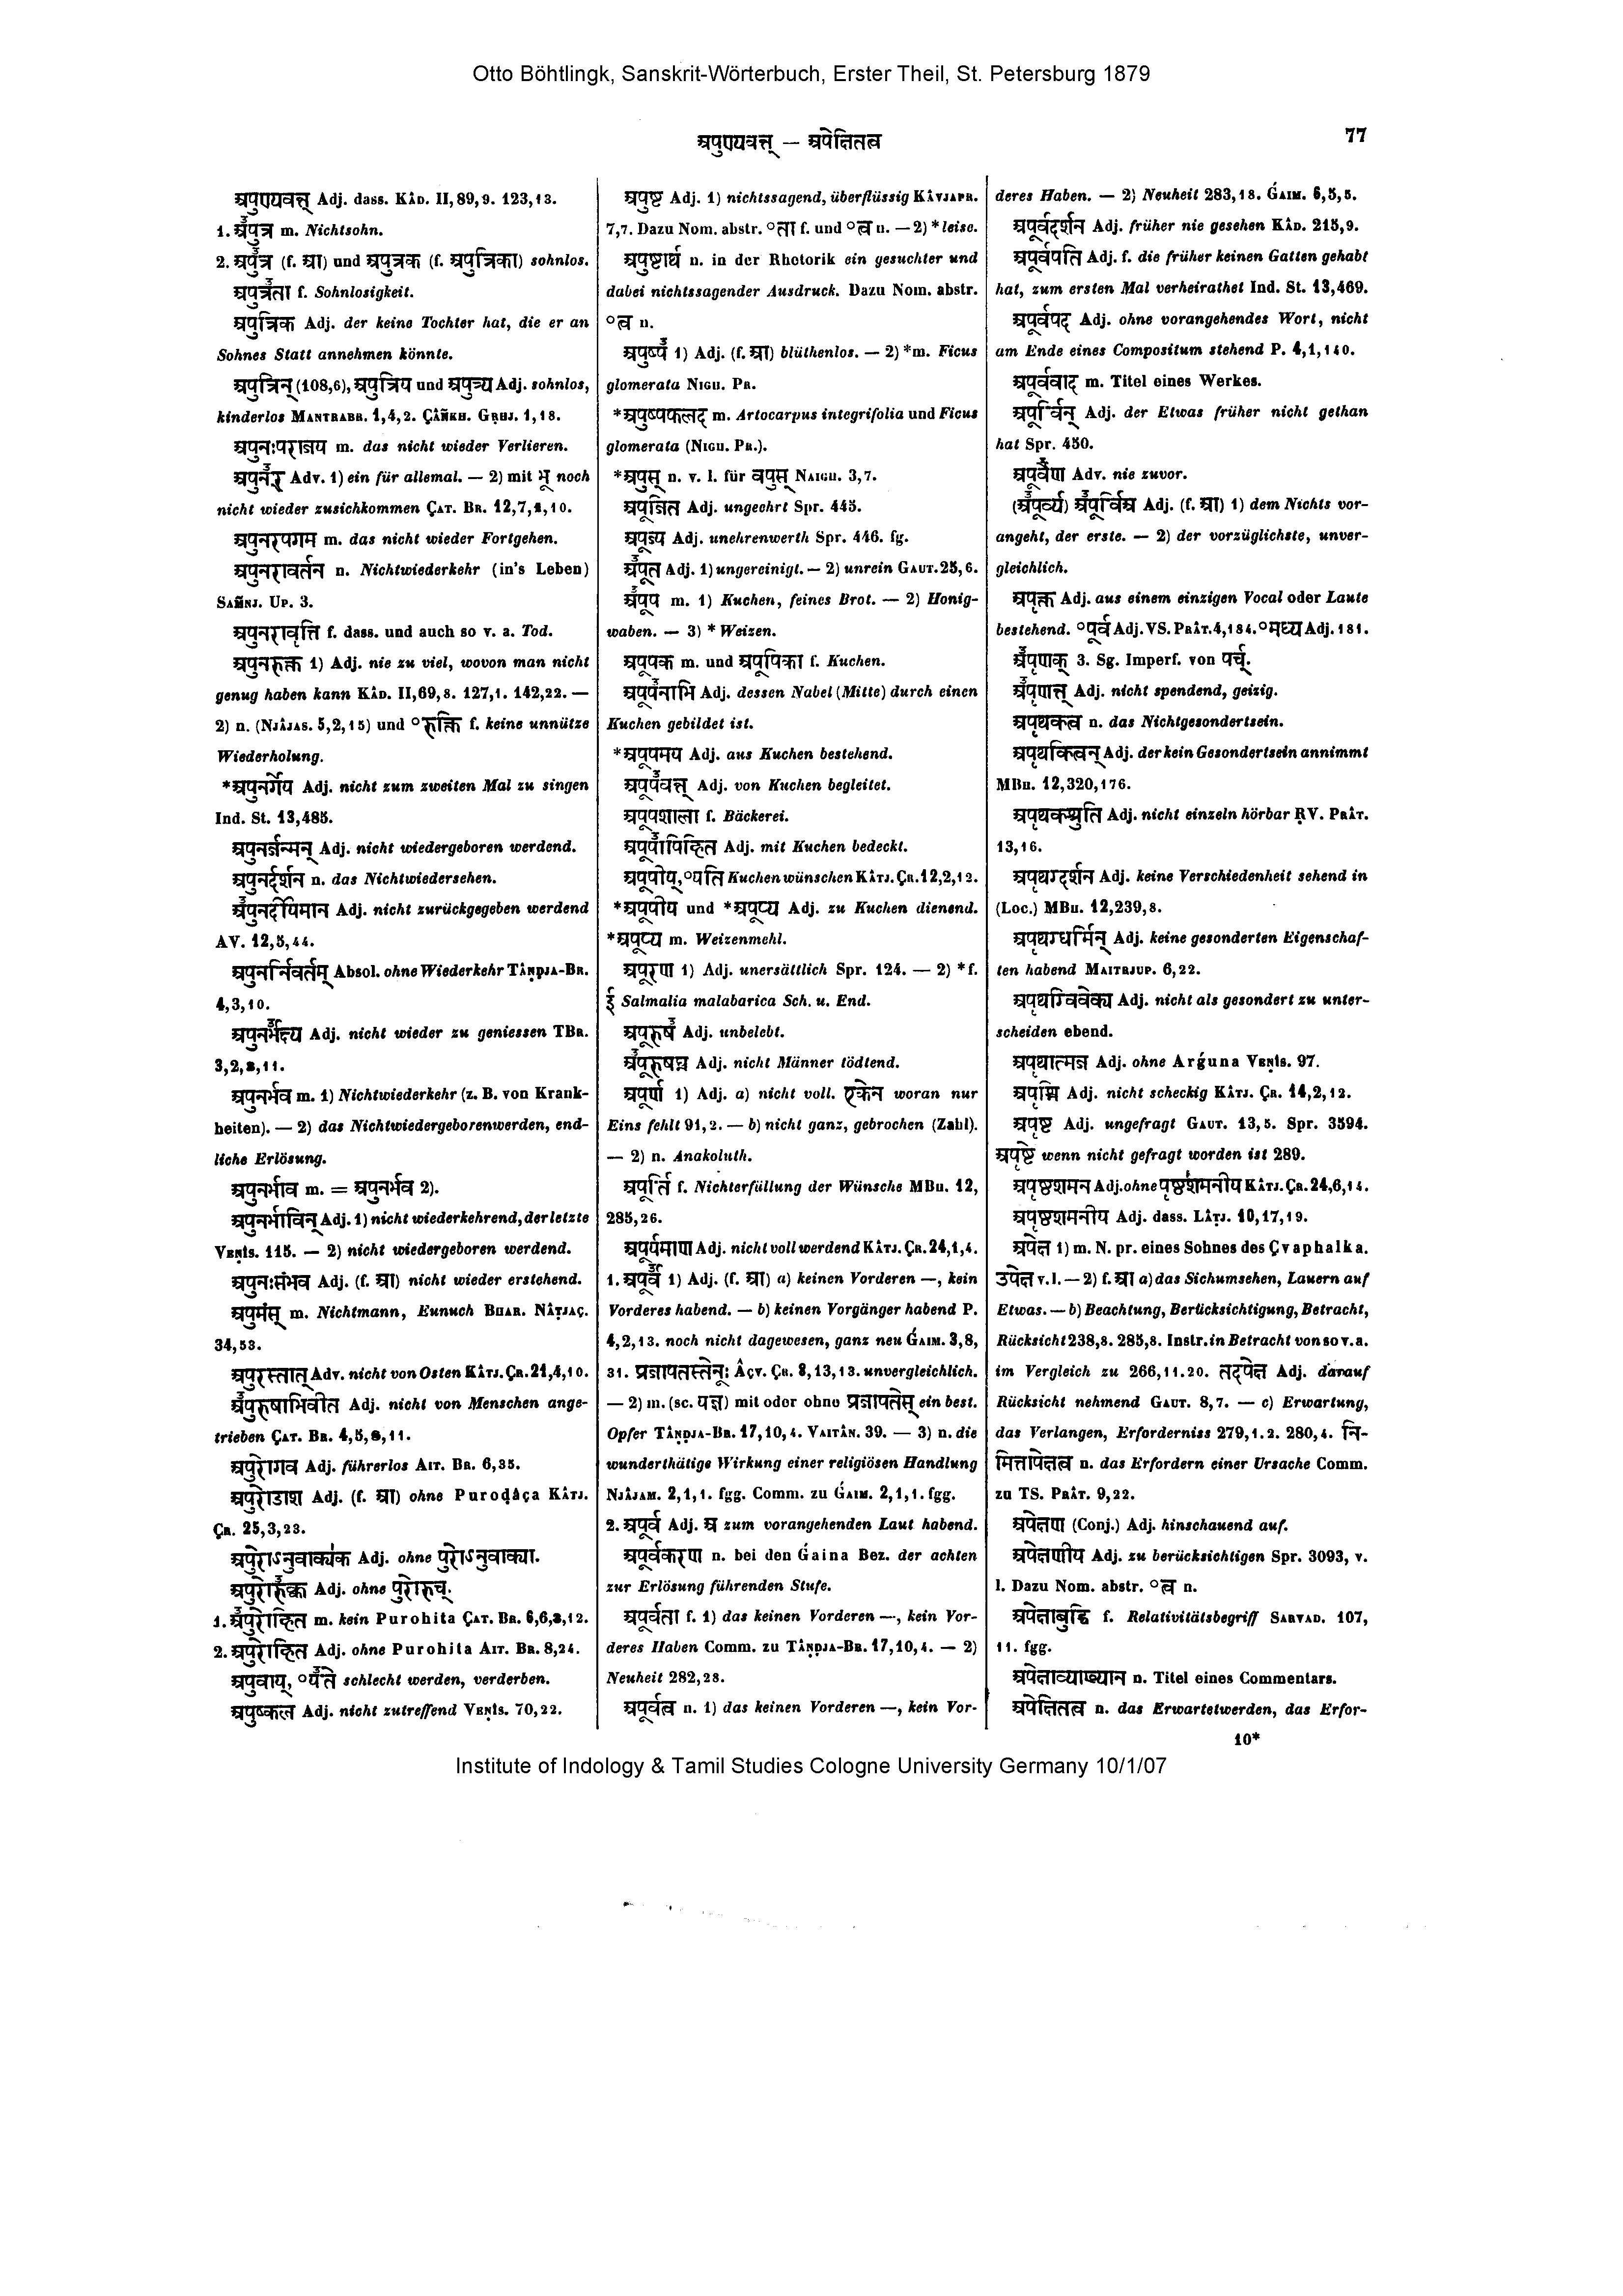 Otto Böhtlingk, Sanskrit-Wörterbuch, Erster Theil, St. Petersburg 1879
अपुण्यवत्त् — अपेक्षितत्व
77
अपुण्यवत्त् Adj. dass. Kâd. II, 89, 9. 123, 13.
1. अपुत्र m. Nichtsohn.
2. अपुत्र (f. आ) und अपुत्रक (f. अपुत्रिका) sohnlos.
अपुत्रता f. Sohnlosigkeit.
अपुत्रिक Adj. der keine Tochter hat, die er an
Sohnes Statt annehmen könnte.
अपुत्रिन् (108,6), अपुत्रिय und अपुत्र्य Adj. sohnlos,
kinderlos Mantrabr. 1,4,2. Çâñkh. Gṛhj. 1,18.
अपुनःपराजय m. das nicht wieder Verlieren.
अपुनर् Adv. 1) ein für allemal. — 2) mit भू noch
nicht wieder zusichkommen Çat. Br. 12,7,2,10.
अपुनरपगम m. das nicht wieder Fortgehen.
अपुनरावर्तन n. Nichtwiederkehr (in's Leben)
Saṁnj. Up. 3.
अपुनरावृत्ति f. dass. und auch so v. a. Tod.
अपुनरुक्त 1) Adj. nie zu viel, wovon man nicht
genug haben kann Kâd. II, 69, 8. 127, 1. 142, 22. —
2) n. (Njâjas. 5,2,15) und °रुक्ति f. keine unnütze
Wiederholung.
*अपुनर्गेय Adj. nicht zum zweiten Mal zu singen
Ind. St. 13,485.
अपुनर्जन्मन् Adj. nicht wiedergeboren werdend.
अपुनर्दर्शन n. das Nichtwiedersehen.
अपुनर्दीयमान Adj. nicht zurückgegeben werdend
AV. 12,5,44.
अपुनर्निवर्तम् Absol. ohne Wiederkehr Tâṇḍja-Br.
4,3,10.
अपुनर्भक्ष्य Adj. nicht wieder zu geniessen TBr.
3,2,8,11.
अपुनर्भव m. 1) Nichtwiederkehr (z. B. von Krank-
heiten). — 2) das Nichtwiedergeborenwerden, end-
liche Erlösung.
अपुनर्भाव m. = अपुनर्भव 2).
अपुनर्भाविन् Adj. 1) nicht wiederkehrend, der letzte
Veṇîs. 115. — 2) nicht wiedergeboren werdend.
अपुनःसंभव Adj. (f. आ) nicht wieder erstehend.
अपुमंस् m. Nichtmann, Eunuch Bhar. Nâṭjaç.
34,53.
अपुरस्तात् Adv. nicht von Osten Kâtj. Çr. 21,4,10.
अपुरुषाभिवीत Adj. nicht von Menschen ange-
trieben Çat. Br. 4,5,8,11.
अपुरोगव Adj. führerlos Ait. Br. 6,35.
अपुरोडाश Adj. (f. आ) ohne Puroḍâça Kâtj.
Çr. 25,3,23.
अपुरोऽनुवाक्यक Adj. ohne पुरोऽनुवाक्या.
अपुरोरुक्क Adj. ohne पुरोरुच्.
1. अपुरोहित m. kein Purohita Çat. Br. 6,6,3,12.
2. अपुरोहित Adj. ohne Purohita Ait. Br. 8,24.
अपुवाय्, °यते schlecht werden, verderben.
अपुष्कल Adj. nicht zutreffend Veṇîs. 70,22.
अपुष्ट Adj. 1) nichtssagend, überflüssig Kâvjapr.
7,7. Dazu Nom. abstr. °ता f. und °त्व n. — 2) *leise.
अपुष्टार्थ n. in der Rhetorik ein gesuchter und
dabei nichtssagender Ausdruck. Dazu Nom. abstr.
°त्व n.
अपुष्प 1) Adj. (f. आ) blüthenlos. — 2) *m. Ficus
glomerata Nigh. Pr.
*अपुष्पफलद m. Artocarpus integrifolia und Ficus
glomerata (Nigh. Pr.).
*अपुस् n. v. l. für वपुस् Naigh. 3,7.
अपूजित Adj. ungeehrt Spr. 445.
अपूज्य Adj. unehrenwerth Spr. 446. fg.
अपूत Adj. 1) ungereinigt. — 2) unrein Gaut. 25,6.
अपूप m. 1) Kuchen, feines Brot. — 2) Honig-
waben. — 3) *Weizen.
अपूपक m. und अपूपिका f. Kuchen.
अपूपनाभि Adj. dessen Nabel (Mitte) durch einen
Kuchen gebildet ist.
*अपूपमय Adj. aus Kuchen bestehend.
अपूपवत्त् Adj. von Kuchen begleitet.
अपूपशाला f. Bäckerei.
अपूपापिहित Adj. mit Kuchen bedeckt.
अपूपीय्, °यति Kuchen wünschen Kâtj. Çr. 12,2,12.
*अपूपीय und *अपूप्य Adj. zu Kuchen dienend.
*अपूप्य m. Weizenmehl.
अपूरण 1) Adj. unersättlich Spr. 124. — 2) *f.
ई Salmalia malabarica Sch. u. End.
अपूरुष Adj. unbelebt.
अपूरुषघ्न Adj. nicht Männer tödtend.
अपूर्ण 1) Adj. a) nicht voll. एकेन woran nur
Eins fehlt 91,2. — b) nicht ganz, gebrochen (Zahl).
— 2) n. Anakoluth.
अपूर्ति f. Nichterfüllung der Wünsche MBh. 12,
285,26.
अपूर्यमाण Adj. nicht voll werdend Kâtj. Çr. 24,1,4.
1. अपूर्व 1) Adj. (f. आ) a) keinen Vorderen —, kein
Vorderes habend. — b) keinen Vorgänger habend P.
4,2,13. noch nicht dagewesen, ganz neu Ǵaim. 3,8,
31. प्रजापतस्तेनूः Âçv. Çr. 8,13,13. unvergleichlich.
— 2) m. (sc. यज्ञ) mit oder ohne प्रजापतेस् ein best.
Opfer Tâṇḍja-Br. 17,10,4. Vaitân. 39. — 3) n. die
wunderthätige Wirkung einer religiösen Handlung
Njâjam. 2,1,1. fgg. Comm. zu Ǵaim. 2,1,1. fgg.
2. अपूर्व Adj. अ zum vorangehenden Laut habend.
अपूर्वकरण n. bei den Ǵaina Bez. der achten
zur Erlösung führenden Stufe.
अपूर्वता f. 1) das keinen Vorderen —, kein Vor-
deres Haben Comm. zu Tâṇḍja-Br. 17,10,4. — 2)
Neuheit 282,28.
अपूर्वत्व n. 1) das keinen Vorderen —, kein Vor-
deres Haben. — 2) Neuheit 283,18. Ǵaim. 6,5,5.
अपूर्वदर्शन Adj. früher nie gesehen Kâd. 215,9.
अपूर्वपति Adj. f. die früher keinen Gatten gehabt
hat, zum ersten Mal verheirathet Ind. St. 13,469.
अपूर्वपद Adj. ohne vorangehendes Wort, nicht
am Ende eines Compositum stehend P. 4,1,140.
अपूर्ववाद m. Titel eines Werkes.
अपूर्विन् Adj. der Etwas früher nicht gethan
hat Spr. 450.
अपूर्वेण Adv. nie zuvor.
(अपूर्व्य) अपूर्विअ Adj. (f. आ) 1) dem Nichts vor-
angeht, der erste. — 2) der vorzüglichste, unver-
gleichlich.
अपृक्त Adj. aus einem einzigen Vocal oder Laute
bestehend. °पूर्व Adj. VS. Prât. 4,184. °मध्य Adj. 181.
अपृणक् 3. Sg. Imperf. von पर्च्.
अपृणत्त् Adj. nicht spendend, geizig.
अपृथक्त्व n. das Nichtgesondertsein.
अपृथक्त्विन् Adj. der kein Gesondertsein annimmt
MBh. 12,320,176.
अपृथक्श्रुति Adj. nicht einzeln hörbar ṚV. Prât.
13,16.
अपृथग्दर्शन Adj. keine Verschiedenheit sehend in
(Loc.) MBh. 12,239,8.
अपृथग्धर्मिन् Adj. keine gesonderten Eigenschaf-
ten habend Maitrjup. 6,22.
अपृथग्विवेक्य Adj. nicht als gesondert zu unter-
scheiden ebend.
अपृथात्मज Adj. ohne Arǵuna Veṇîs. 97.
अपृश्नि Adj. nicht scheckig Kâtj. Çr. 14,2,12.
अपृष्ट Adj. ungefragt Gaut. 13,5. Spr. 3594.
अपृष्टे wenn nicht gefragt worden ist 289.
अपृष्ठशमन Adj. ohne पृष्ठशमनीय Kâtj. Çr. 24,6,14.
अपृष्ठशमनीय Adj. dass. Lâtj. 10,17,19.
अपेक्ष 1) m. N. pr. eines Sohnes des Çvaphalka.
उपेक्ष v. l. — 2) f. आ a) das Sichumsehen, Lauern auf
Etwas. — b) Beachtung, Berücksichtigung, Betracht,
Rücksicht 238,8. 285,8. Instr. in Betracht von so v. a.
im Vergleich zu 266,11.20. तदपेक्ष Adj. darauf
Rücksicht nehmend Gaut. 8,7. — c) Erwartung,
das Verlangen, Erforderniss 279,1.2. 280,4. नि-
मित्तापेक्षत्व n. das Erfordern einer Ursache Comm.
zu TS. Prât. 9,22.
अपेक्षण (Conj.) Adj. hinschauend auf.
अपेक्षणीय Adj. zu berücksichtigen Spr. 3093, v.
l. Dazu Nom. abstr. °त्व n.
अपेक्षाबुद्धि f. Relativitätsbegriff Sarvad. 107,
11. fgg.
अपेक्षाव्याख्यान n. Titel eines Commentars.
अपेक्षितत्व n. das Erwartetwerden, das Erfor-
10*
Institute of Indology & Tamil Studies Cologne University Germany 10/1/07